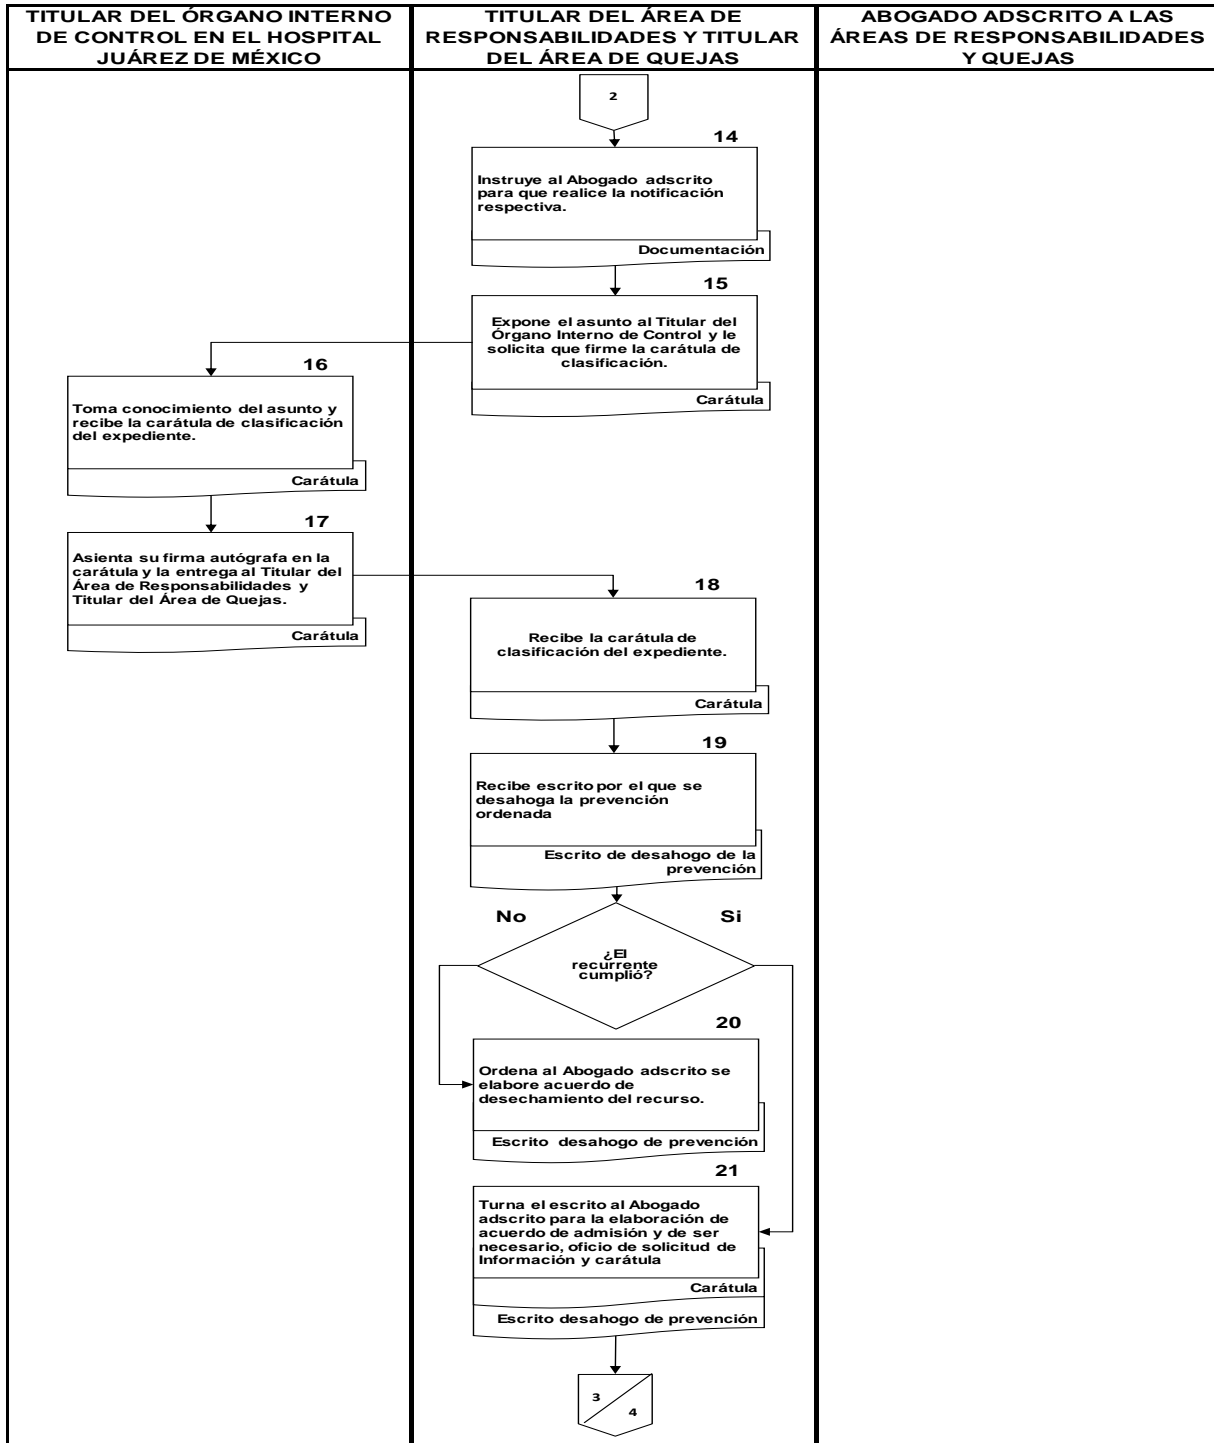 TITULAR DEL ÓRGANO INTERNO
DE CONTROL EN EL HOSPITAL
JUÁREZ DE MÉXICO
TITULAR DEL ÁREA DE
RESPONSABILIDADES Y TITULAR
DEL ÁREA DE QUEJAS
ABOGADO ADSCRITO A LAS
ÁREAS DE RESPONSABILIDADES
Y QUEJAS
2
14
Instruye al Abogado adscrito
para que realice la notificación
respectiva.
Documentación
15
Expone el asunto al Titular del
Órgano Interno de Control y le
solicita que firme la carátula de
clasificación.
Carátula
16
Toma conocimiento del asunto y
recibe la carátula de clasificación
del expediente.
Carátula
17
Asienta su firma autógrafa en la
carátula y la entrega al Titular del
Área de Responsabilidades y
Titular del Área de Quejas.
Carátula
18
Recibe la carátula de
clasificación del expediente.
Carátula
19
Recibe escrito por el que se
desahoga la prevención
ordenada
Escrito de desahogo de la
prevención
No
Si
¿El
recurrente
cumplió?
20
Ordena al Abogado adscrito se
elabore acuerdo de
desechamiento del recurso.
Escrito desahogo de prevención
21
Turna el escrito al Abogado
adscrito para la elaboración de
acuerdo de admisión y de ser
necesario, oficio de solicitud de
Información y carátula
Carátula
Escrito desahogo de prevención
3
4